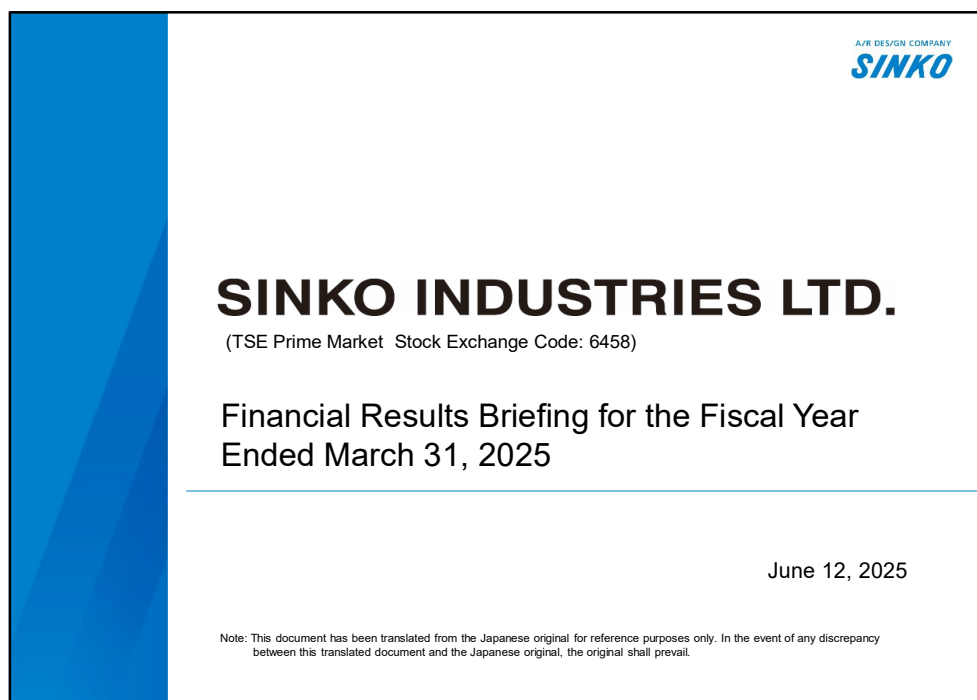 A/R DES/GN COMPANY
SINKO
SINKO INDUSTRIES LTD.
(TSE Prime Market  Stock Exchange Code: 6458)
Financial Results Briefing for the Fiscal Year
Ended March 31, 2025
June 12, 2025
Note: This document has been translated from the Japanese original for reference purposes only. In the event of any discrepancy
between this translated document and the Japanese original, the original shall prevail.